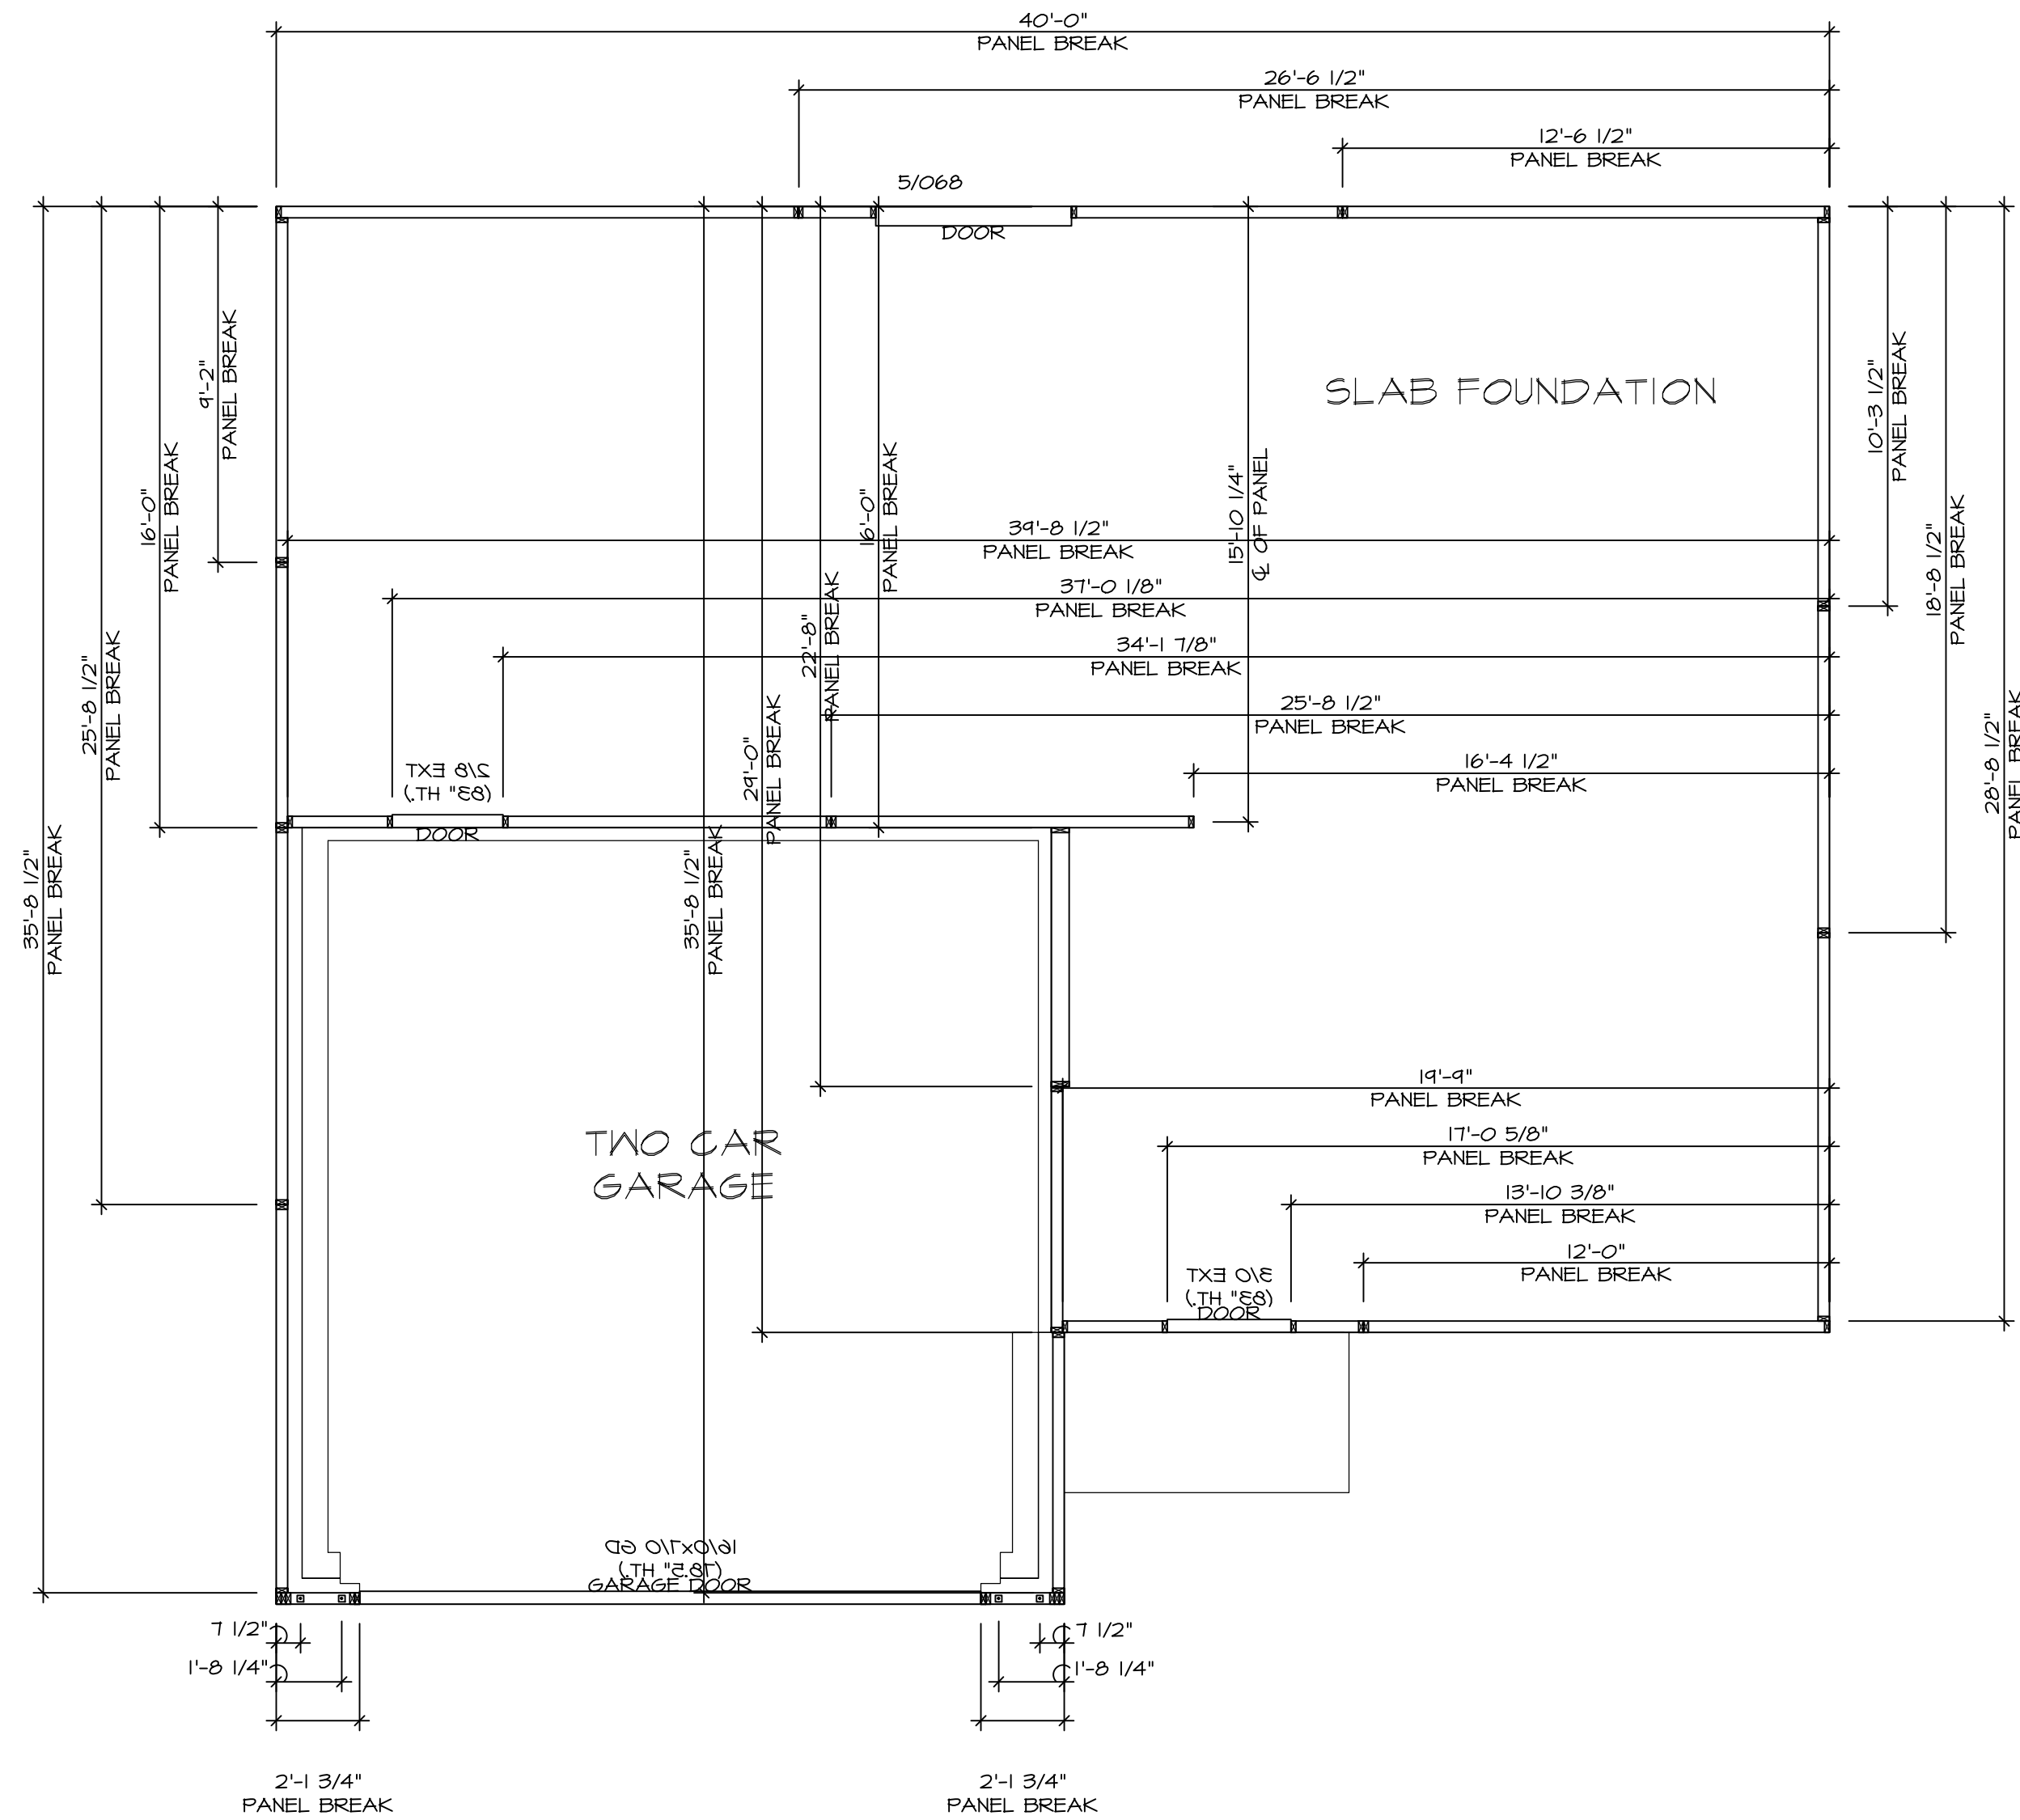 40'-0"
PANEL BREAK
26'-6 1/2"
PANEL BREAK
12'-6 1/2"
PANEL BREAK
5/068
DOOR
SLAB FOUNDATION
9'-2"
PANEL BREAK
16'-0"
PANEL BREAK
25'-8 1/2"
PANEL BREAK
35'-8 1/2"
PANEL BREAK
16'-0"
PANEL BREAK
22'-8"
PANEL BREAK
29'-0"
PANEL BREAK
35'-8 1/2"
PANEL BREAK
15'-10 1/4"
℄ OF PANEL
10'-3 1/2"
PANEL BREAK
18'-8 1/2"
PANEL BREAK
28'-8 1/2"
PANEL BREAK
39'-8 1/2"
PANEL BREAK
37'-0 1/8"
PANEL BREAK
34'-1 7/8"
PANEL BREAK
25'-8 1/2"
PANEL BREAK
16'-4 1/2"
PANEL BREAK
2\8 EXT
(83" HT.)
DOOR
TWO CAR
GARAGE
19'-9"
PANEL BREAK
17'-0 5/8"
PANEL BREAK
13'-10 3/8"
PANEL BREAK
12'-0"
PANEL BREAK
3\0 EXT
(83" HT.)
DOOR
16\0x7\0 GD
(78.5" HT.)
GARAGE DOOR
7 1/2"
1'-8 1/4"
7 1/2"
1'-8 1/4"
2'-1 3/4"
PANEL BREAK
2'-1 3/4"
PANEL BREAK